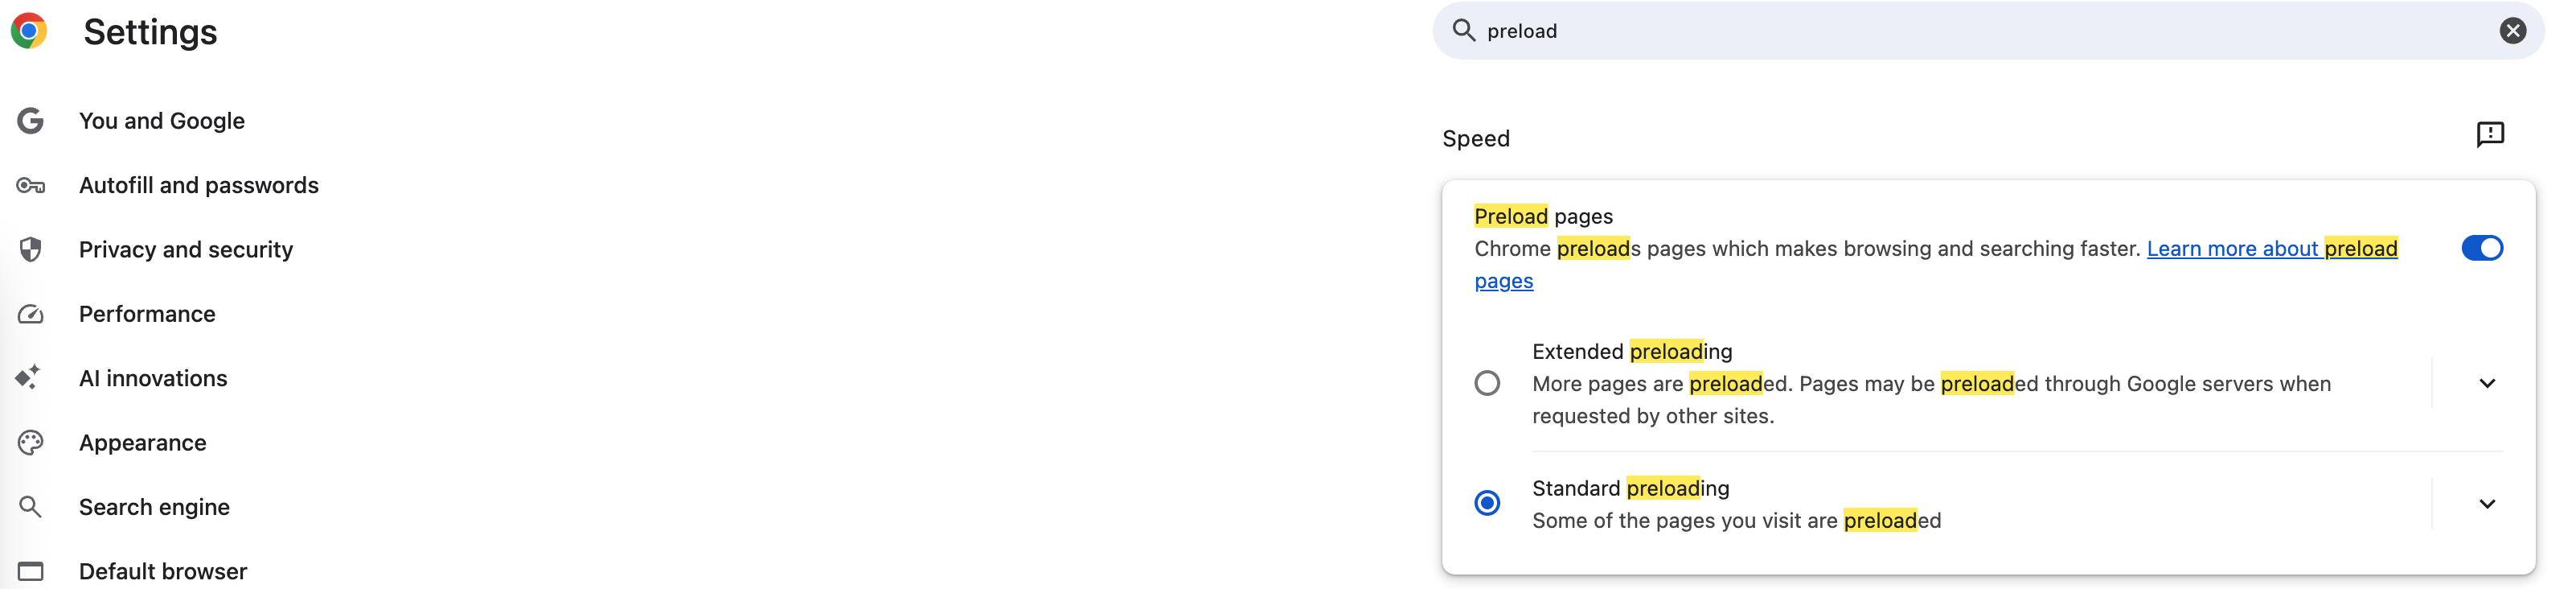 Settings
preload
You and Google
Autofill and passwords
Privacy and security
Performance
AI innovations
Appearance
Search engine
Default browser
Speed
Preload pages
Chrome preloads pages which makes browsing and searching faster. Learn more about preload
pages
Extended preloading
More pages are preloaded. Pages may be preloaded through Google servers when
requested by other sites.
Standard preloading
Some of the pages you visit are preloaded